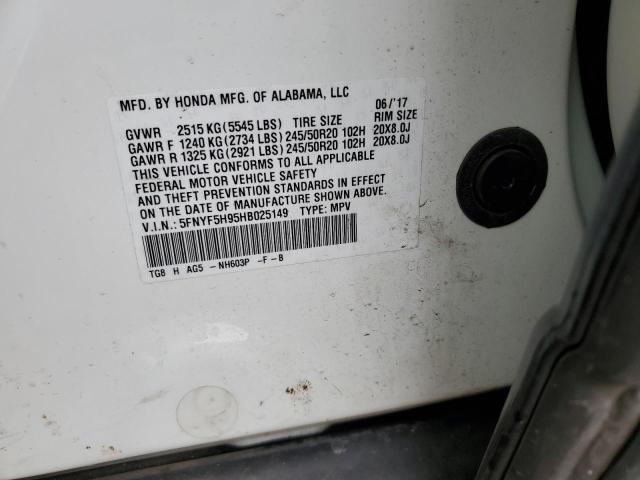 MFD. BY HONDA MFG. OF ALABAMA, LLC 06/'17
GVWR 2515 KG(5545 LBS) TIRE SIZE RIM SIZE
GAWR F 1240 KG(2734 LBS) 245/50R20 102H 20X8.0J
GAWR R 1325 KG(2921 LBS) 245/50R20 102H 20X8.0J
THIS VEHICLE CONFORMS TO ALL APPLICABLE
FEDERAL MOTOR VEHICLE SAFETY
AND THEFT PREVENTION STANDARDS IN EFFECT
ON THE DATE OF MANUFACTURE SHOWN ABOVE.
V.I.N.: 5FNYF5H95HB025149 TYPE: MPV
TG8 H AG5 -NH603P -F-B